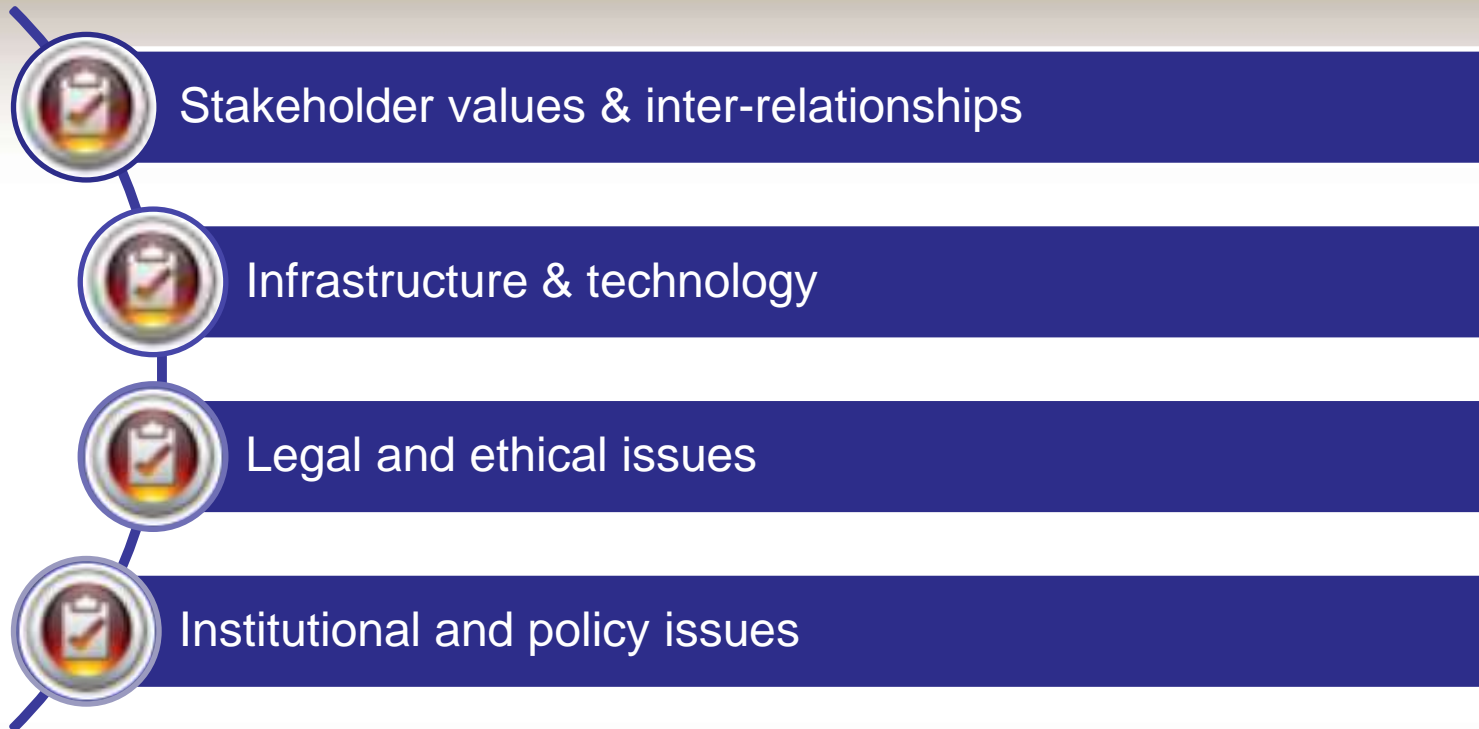 Stakeholder values & inter-relationships
Infrastructure & technology
Legal and ethical issues
Institutional and policy issues